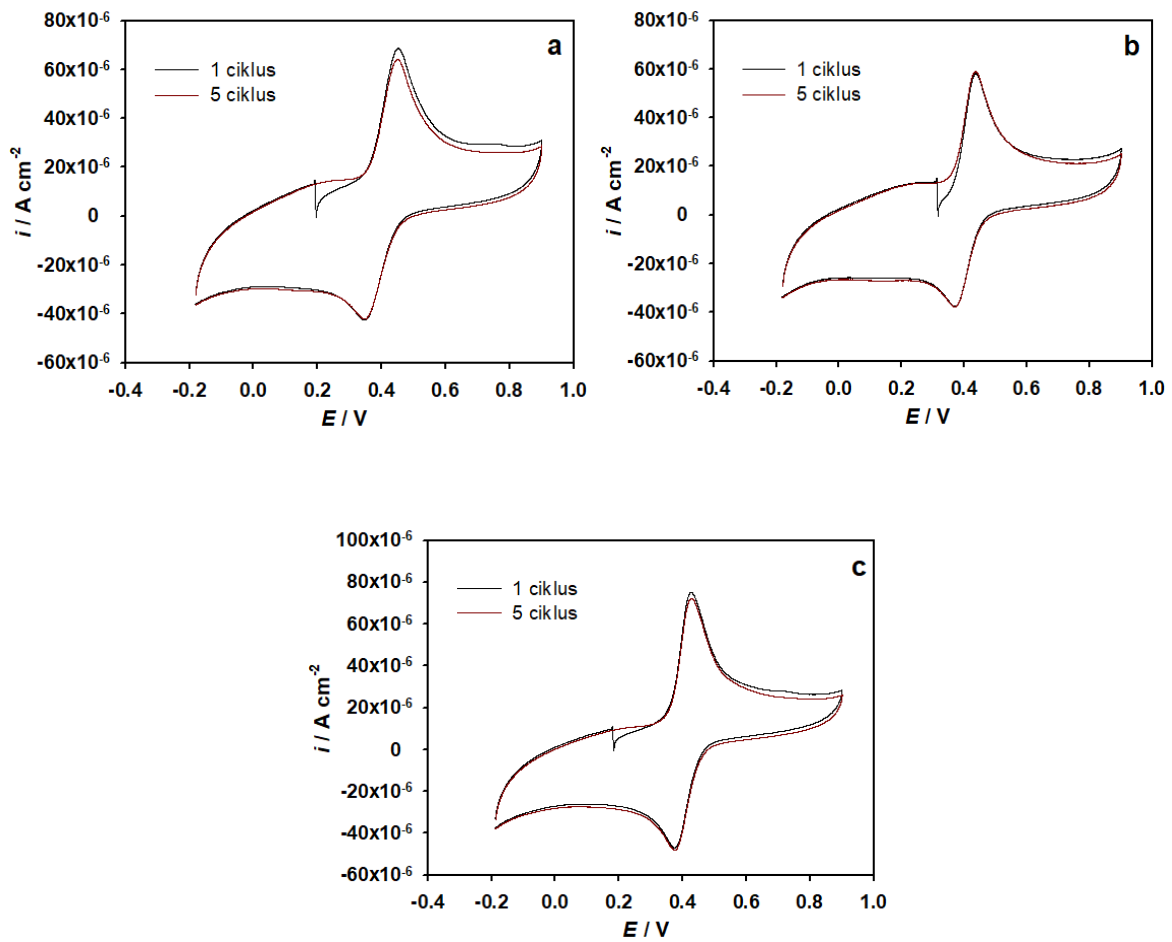 a
1 ciklus
5 ciklus
80x10⁻⁶
60x10⁻⁶
40x10⁻⁶
20x10⁻⁶
0
-20x10⁻⁶
-40x10⁻⁶
-60x10⁻⁶
i / A cm⁻²
-0.4 -0.2 0.0 0.2 0.4 0.6 0.8 1.0
E / V
b
1 ciklus
5 ciklus
80x10⁻⁶
60x10⁻⁶
40x10⁻⁶
20x10⁻⁶
0
-20x10⁻⁶
-40x10⁻⁶
-60x10⁻⁶
i / A cm⁻²
-0.4 -0.2 0.0 0.2 0.4 0.6 0.8 1.0
E / V
c
1 ciklus
5 ciklus
100x10⁻⁶
80x10⁻⁶
60x10⁻⁶
40x10⁻⁶
20x10⁻⁶
0
-20x10⁻⁶
-40x10⁻⁶
-60x10⁻⁶
i / A cm⁻²
-0.4 -0.2 0.0 0.2 0.4 0.6 0.8 1.0
E / V